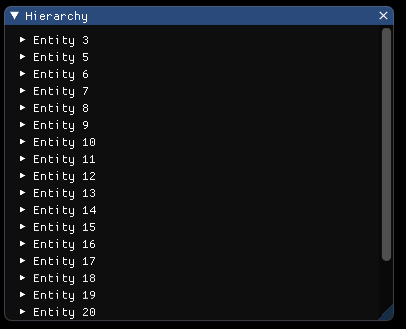 Hierarchy
Entity 3
Entity 5
Entity 6
Entity 7
Entity 8
Entity 9
Entity 10
Entity 11
Entity 12
Entity 13
Entity 14
Entity 15
Entity 16
Entity 17
Entity 18
Entity 19
Entity 20